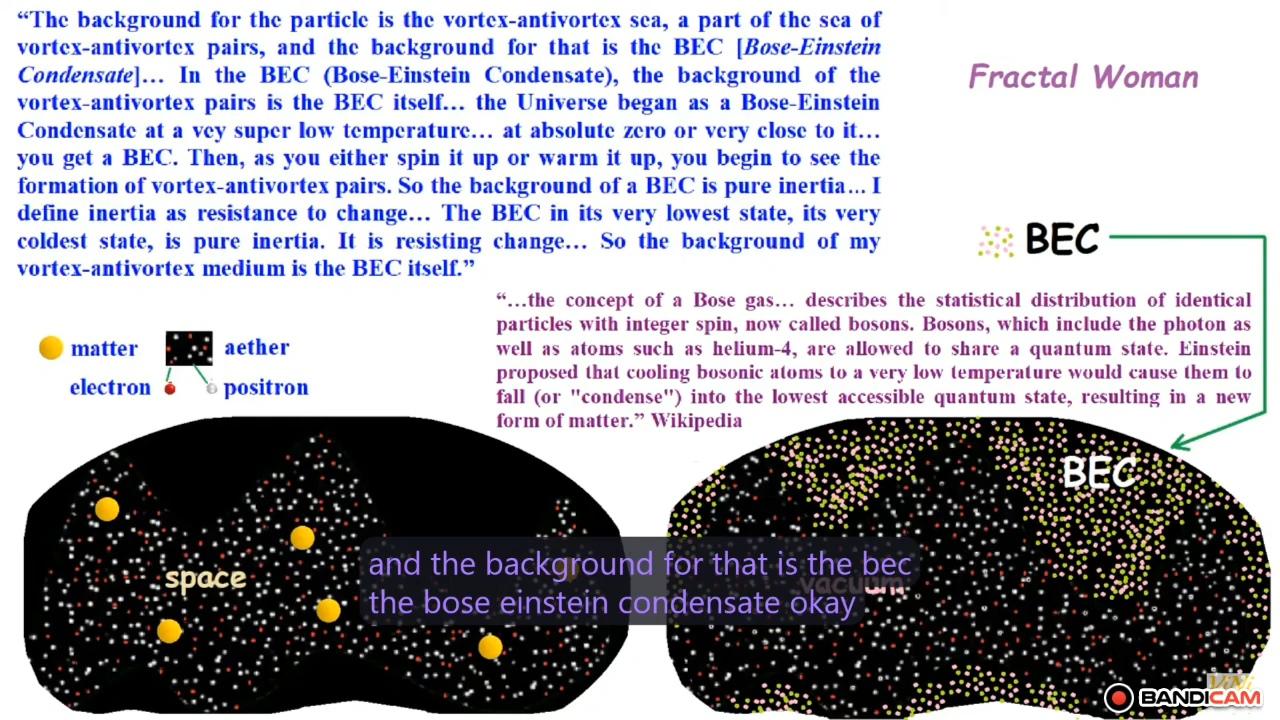 “The background for the particle is the vortex-antivortex sea, a part of the sea of
vortex-antivortex pairs, and the background for that is the BEC [Bose-Einstein
Condensate]… In the BEC (Bose-Einstein Condensate), the background of the
vortex-antivortex pairs is the BEC itself… the Universe began as a Bose-Einstein
Condensate at a vey super low temperature… at absolute zero or very close to it…
you get a BEC. Then, as you either spin it up or warm it up, you begin to see the
formation of vortex-antivortex pairs. So the background of a BEC is pure inertia… I
define inertia as resistance to change… The BEC in its very lowest state, its very
coldest state, is pure inertia. It is resisting change… So the background of my
vortex-antivortex medium is the BEC itself.”
Fractal Woman
BEC
“…the concept of a Bose gas… describes the statistical distribution of identical
particles with integer spin, now called bosons. Bosons, which include the photon as
well as atoms such as helium-4, are allowed to share a quantum state. Einstein
proposed that cooling bosonic atoms to a very low temperature would cause them to
fall (or "condense") into the lowest accessible quantum state, resulting in a new
form of matter.” Wikipedia
matter
aether
electron
positron
space
BEC
vacuum
and the background for that is the bec
the bose einstein condensate okay
ViNi
BANDICAM